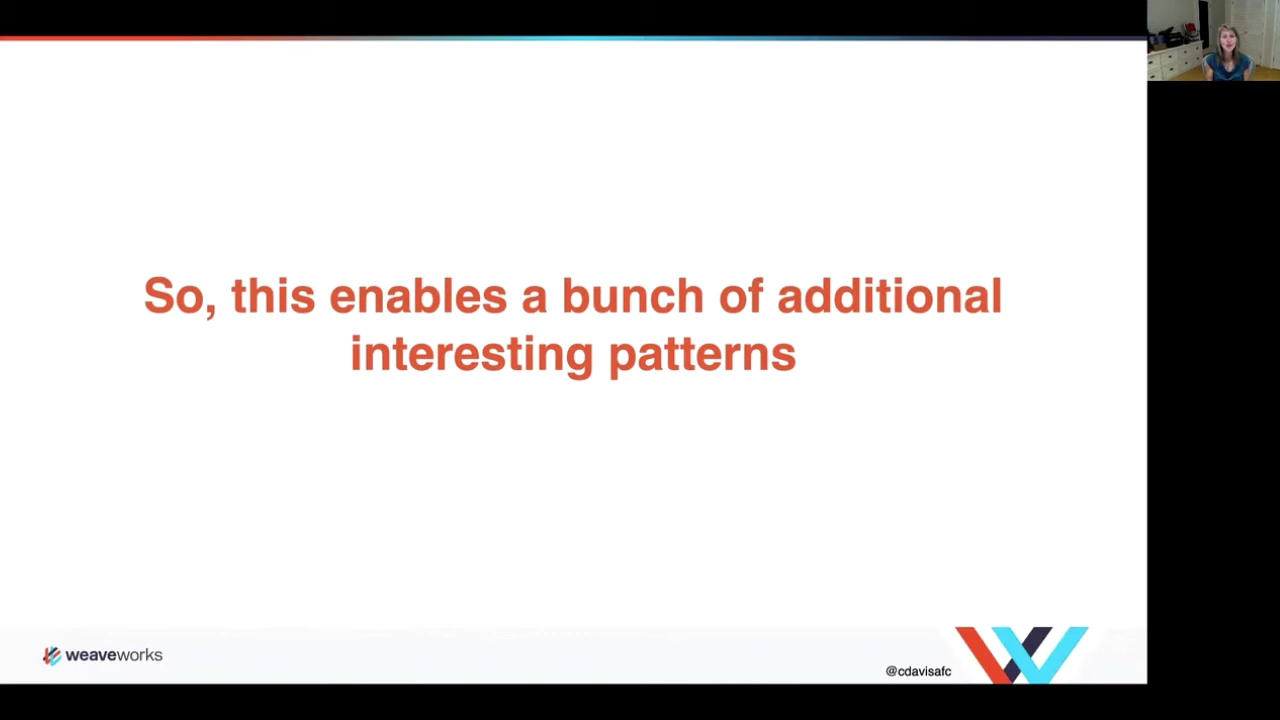 So, this enables a bunch of additional
interesting patterns
weaveworks
@cdavisafc